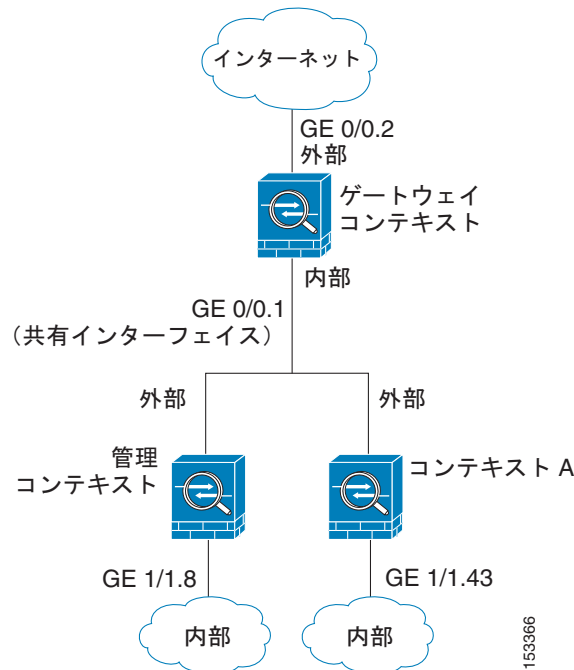 インターネット
GE 0/0.2
外部
ゲートウェイ
コンテキスト
内部
GE 0/0.1
（共有インターフェイス）
外部
外部
管理
コンテキスト
コンテキスト A
GE 1/1.8
GE 1/1.43
内部
内部
153366